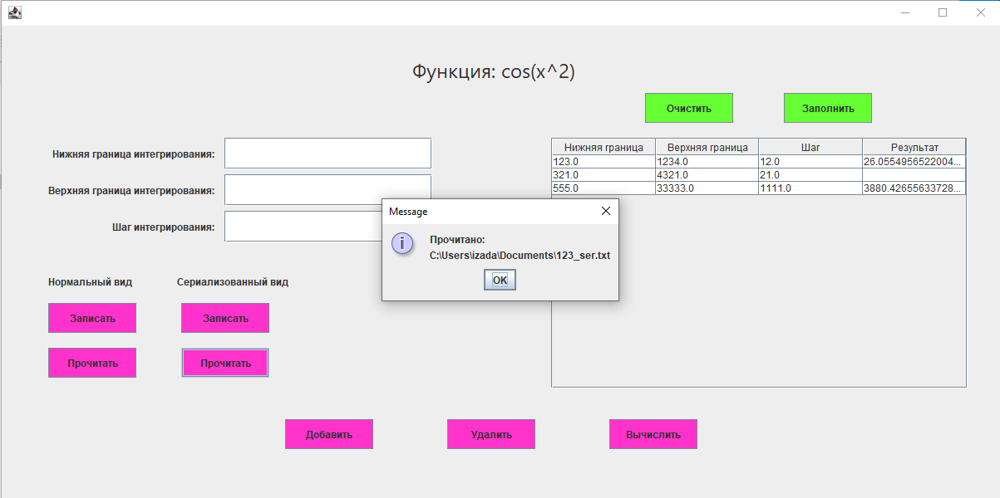 Функция: cos(x^2)
Очистить Заполнить
Нижняя граница интегрирования:
Верхняя граница интегрирования:
Шаг интегрирования:
Нижняя граница Верхняя граница Шаг Результат
123.0 1234.0 12.0 26.0554956522004...
321.0 4321.0 21.0
555.0 33333.0 1111.0 3880.42655633728...
Message
Прочитано:
C:\Users\izada\Documents\123_ser.txt
OK
Нормальный вид Сериализованный вид
Записать Записать
Прочитать Прочитать
Добавить Удалить Вычислить